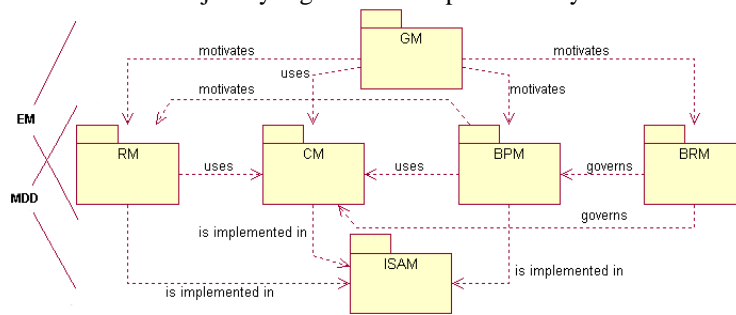 GM
motivates
motivates
uses
motivates
motivates
EM
RM
CM
BPM
BRM
uses
uses
governs
MDD
governs
is implemented in
ISAM
is implemented in
is implemented in